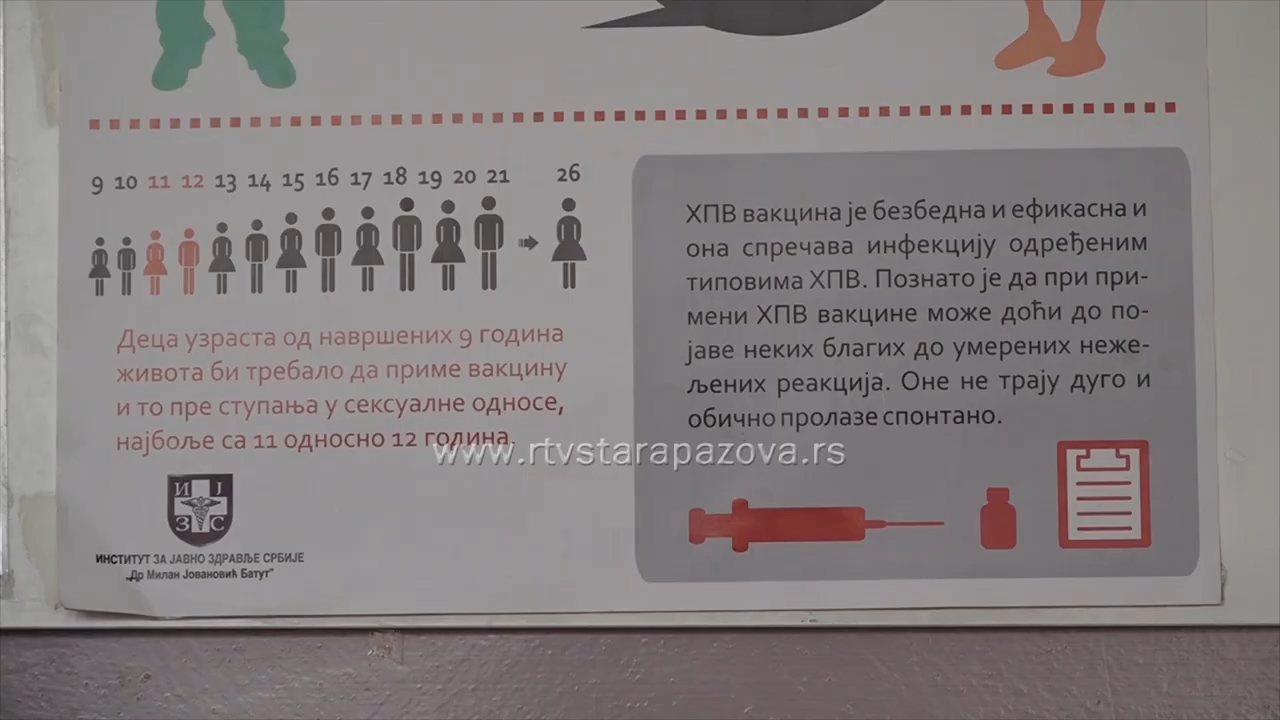 9 10 11 12 13 14 15 16 17 18 19 20 21 26
Деца узраста од навршених 9 година
живота би требало да приме вакцину
и то пре ступања у сексуалне односе,
најбоље са 11 односно 12 година.
ИЈ
ЗС
ИНСТИТУТ ЗА ЈАВНО ЗДРАВЉЕ СРБИЈЕ
„Др Милан Јовановић Батут"
ХПВ вакцина је безбедна и ефикасна и
она спречава инфекцију одређеним
типовима ХПВ. Познато је да при при-
мени ХПВ вакцине може доћи до по-
јаве неких благих до умерених неже-
љених реакција. Оне не трају дуго и
обично пролазе спонтано.
www.rtvstarapazova.rs